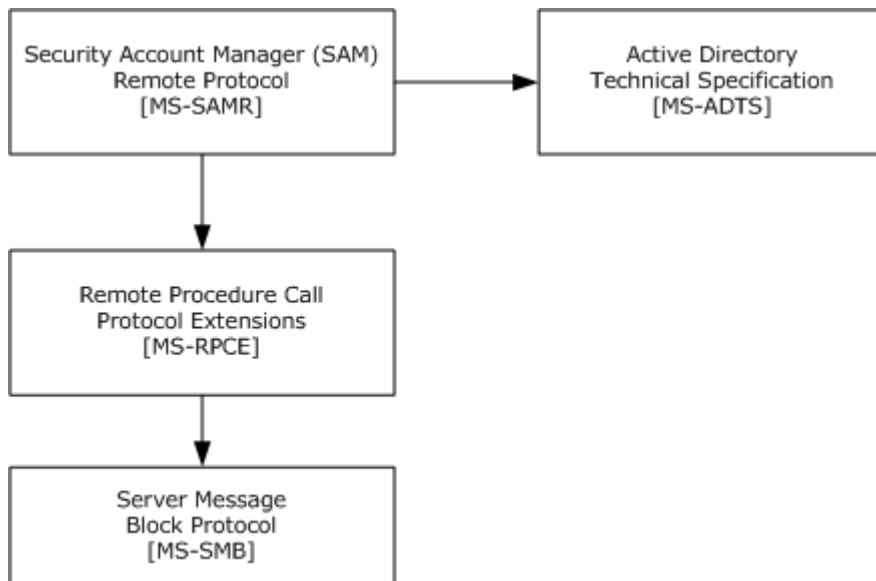 Security Account Manager (SAM)
Remote Protocol
[MS-SAMR]
Active Directory
Technical Specification
[MS-ADTS]
Remote Procedure Call
Protocol Extensions
[MS-RPCE]
Server Message
Block Protocol
[MS-SMB]